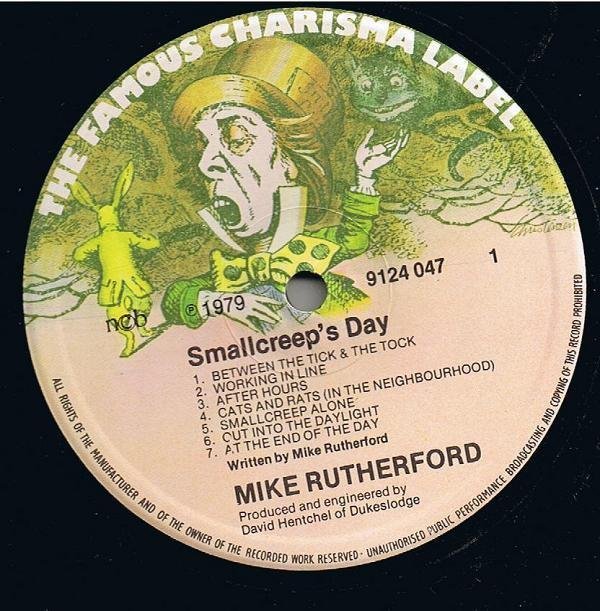 THE FAMOUS CHARISMA LABEL
ncb
℗ 1979
9124 047
1
Smallcreep's Day
1. BETWEEN THE TICK & THE TOCK
2. WORKING IN LINE
3. AFTER HOURS
4. CATS AND RATS (IN THE NEIGHBOURHOOD)
5. SMALLCREEP ALONE
6. CUT INTO THE DAYLIGHT
7. AT THE END OF THE DAY
Written by Mike Rutherford
MIKE RUTHERFORD
Produced and engineered by
David Hentchel of Dukeslodge
ALL RIGHTS OF THE MANUFACTURER AND OF THE OWNER OF THE RECORDED WORK RESERVED · UNAUTHORISED PUBLIC PERFORMANCE BROADCASTING AND COPYING OF THIS RECORD PROHIBITED